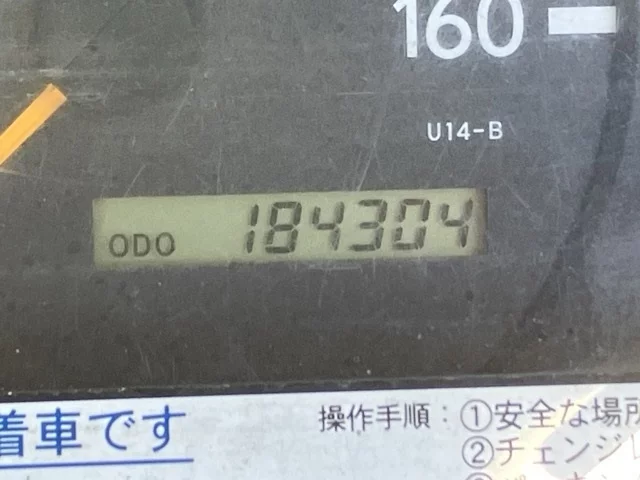 160
U14-B
ODO 184304
着車です
操作手順：①安全な場所
②チェンジレ